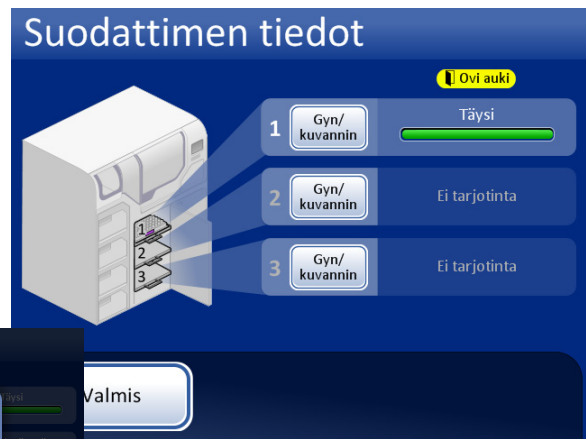 Suodattimen tiedot
Ovi auki
1
Gyn/
kuvannin
Täysi
2
Gyn/
kuvannin
Ei tarjotinta
3
Gyn/
kuvannin
Ei tarjotinta
1
2
3
Täysi
Valmis